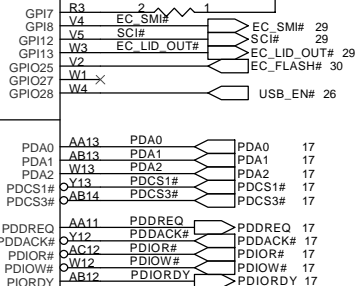 GPI7 R3 2 1
GPI8 V4 EC_SMI# EC_SMI# 29
GPI12 V5 SCI# SCI# 29
GPI13 W3 EC_LID_OUT# EC_LID_OUT# 29
GPIO25 V2 EC_FLASH# 30
GPIO27 W1
GPIO28 W4 USB_EN# 26
PDA0 AA13 PDA0 PDA0 17
PDA1 AB13 PDA1 PDA1 17
PDA2 W13 PDA2 PDA2 17
PDCS1# Y13 PDCS1# PDCS1# 17
PDCS3# AB14 PDCS3# PDCS3# 17
PDDREQ AA11 PDDREQ PDDREQ 17
PDDACK# Y12 PDDACK# PDDACK# 17
PDIOR# AC12 PDIOR# PDIOR# 17
PDIOW# W12 PDIOW# PDIOW# 17
PIORDY AB12 PDIORDY PDIORDY 17